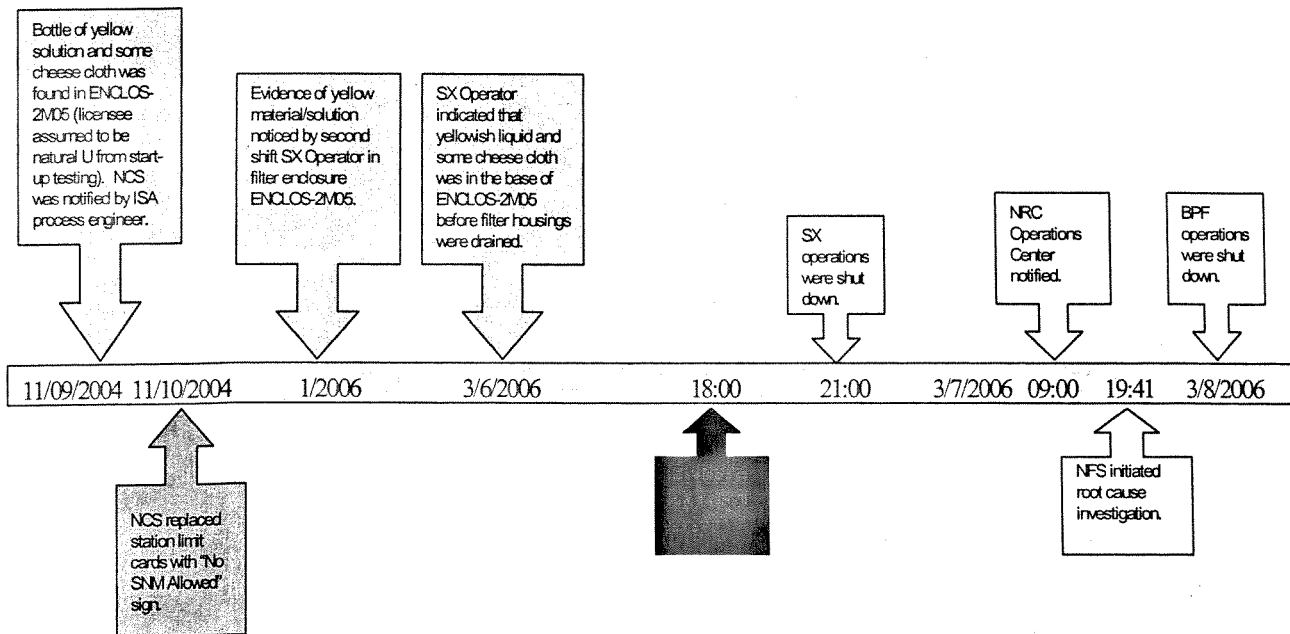 Bottle of yellow
solution and some
cheese cloth was
found in ENCLOS-
2M05 (licensee
assumed to be
natural U from start-
up testing). NCS
was notified by ISA
process engineer.
Evidence of yellow
material/solution
noticed by second
shift SX Operator in
filter enclosure
ENCLOS-2M05.
SX Operator
indicated that
yellowish liquid and
some cheese cloth
was in the base of
ENCLOS-2M05
before filter housings
were drained.
SX
operations
were shut
down.
NRC
Operations
Center
notified.
BPF
operations
were shut
down.
11/09/2004 11/10/2004 1/2006 3/6/2006 18:00 21:00 3/7/2006 09:00 19:41 3/8/2006
NCS replaced
station limit
cards with "No
SNM Allowed"
sign.
NFS initiated
root cause
investigation.